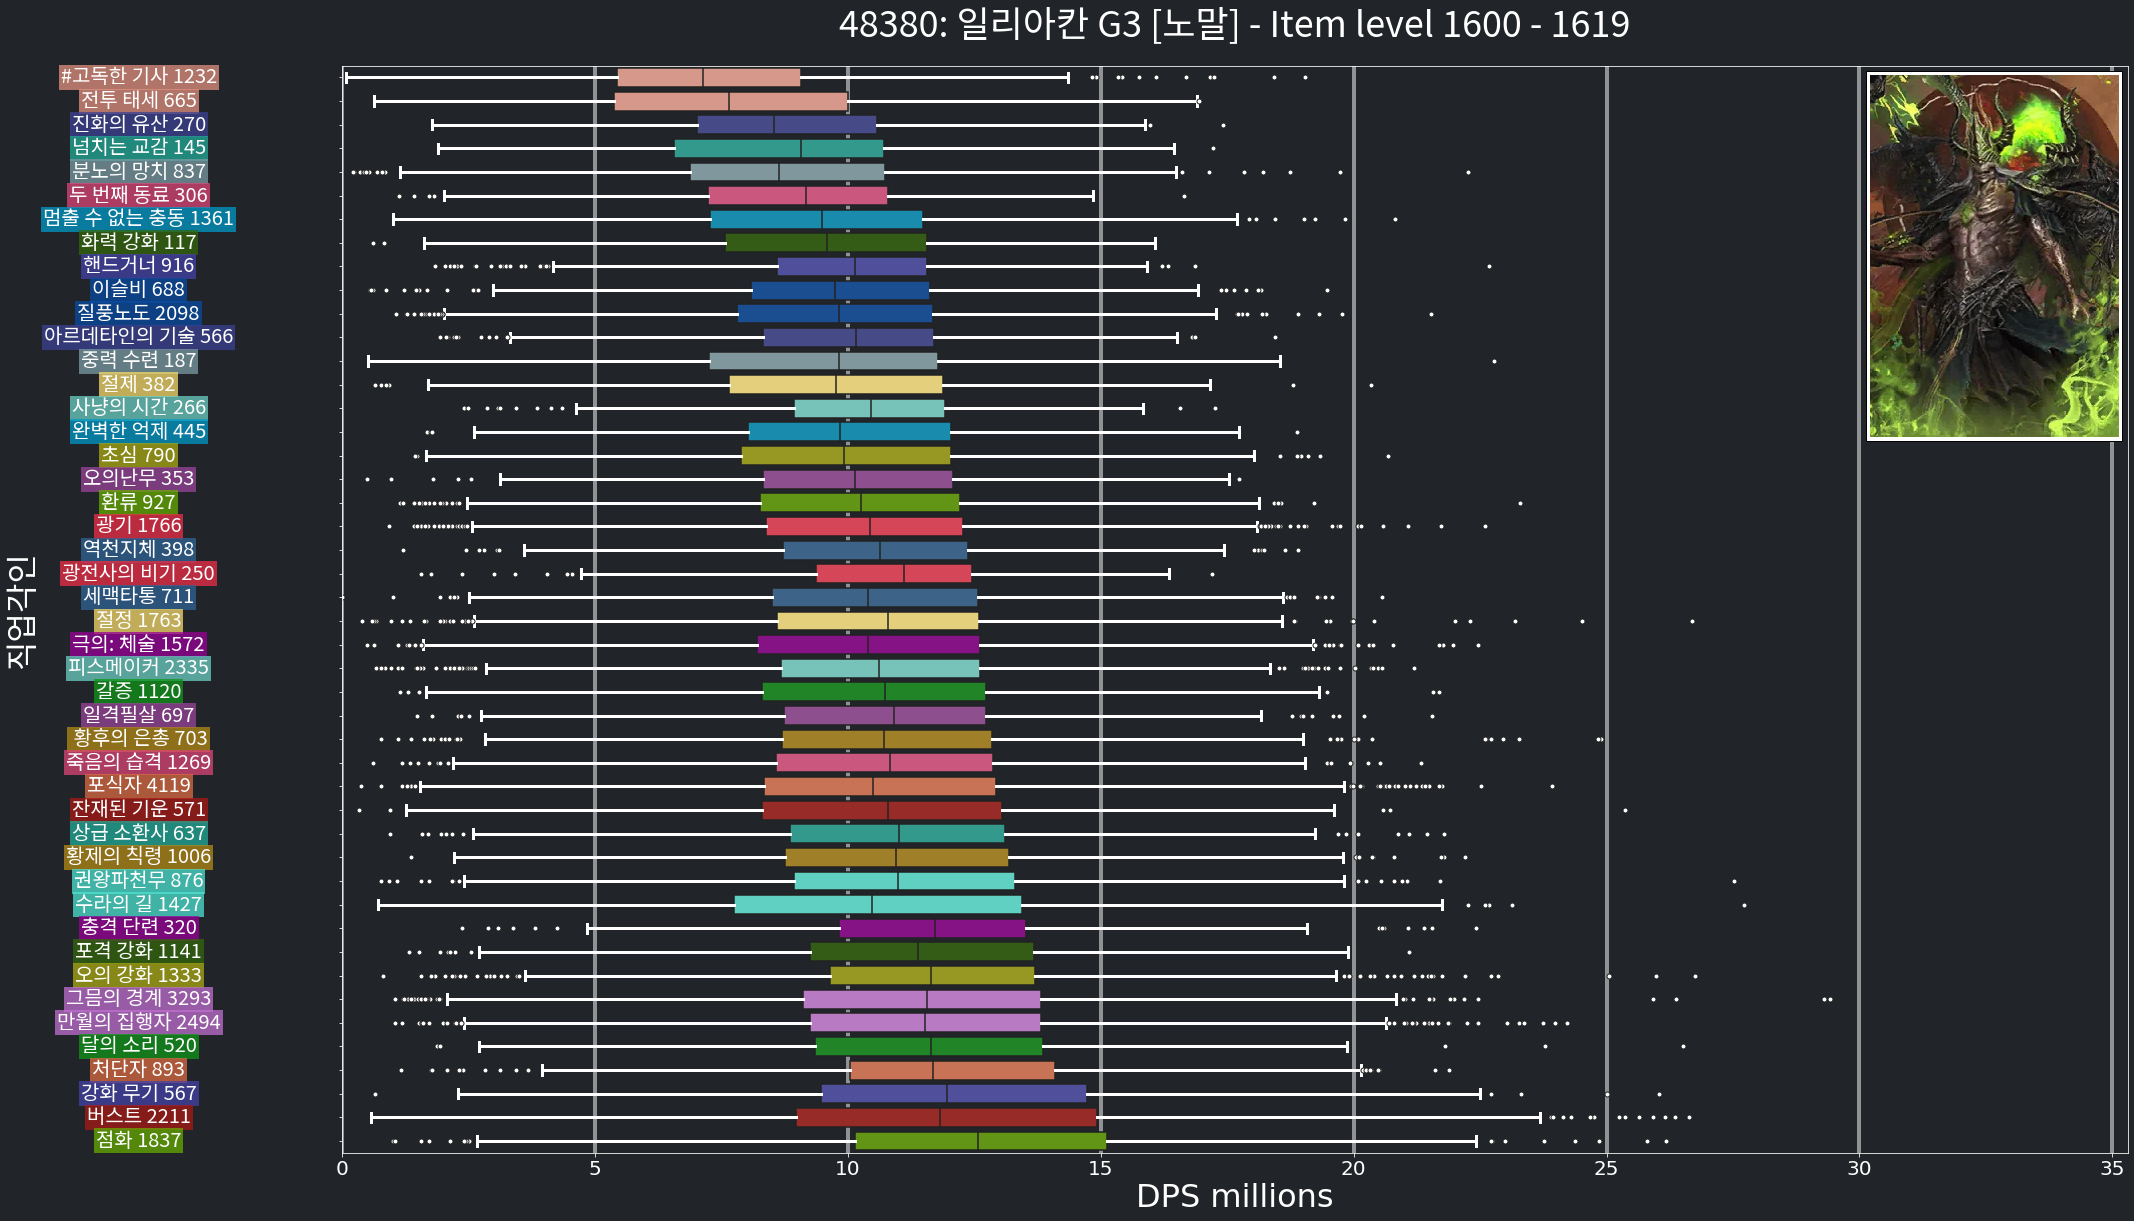 48380: 일리아칸 G3 [노말] - Item level 1600 - 1619
#고독한 기사 1232
전투 태세 665
진화의 유산 270
넘치는 교감 145
분노의 망치 837
두 번째 동료 306
멈출 수 없는 충동 1361
화력 강화 117
핸드거너 916
이슬비 688
질풍노도 2098
아르데타인의 기술 566
중력 수련 187
절제 382
사냥의 시간 266
완벽한 억제 445
초심 790
오의난무 353
환류 927
광기 1766
역천지체 398
광전사의 비기 250
세맥타통 711
절정 1763
극의: 체술 1572
피스메이커 2335
갈증 1120
일격필살 697
황후의 은총 703
죽음의 습격 1269
포식자 4119
잔재된 기운 571
상급 소환사 637
황제의 칙령 1006
권왕파천무 876
수라의 길 1427
충격 단련 320
포격 강화 1141
오의 강화 1333
그믐의 경계 3293
만월의 집행자 2494
달의 소리 520
처단자 893
강화 무기 567
버스트 2211
점화 1837
직업각인
0 5 10 15 20 25 30 35
DPS millions